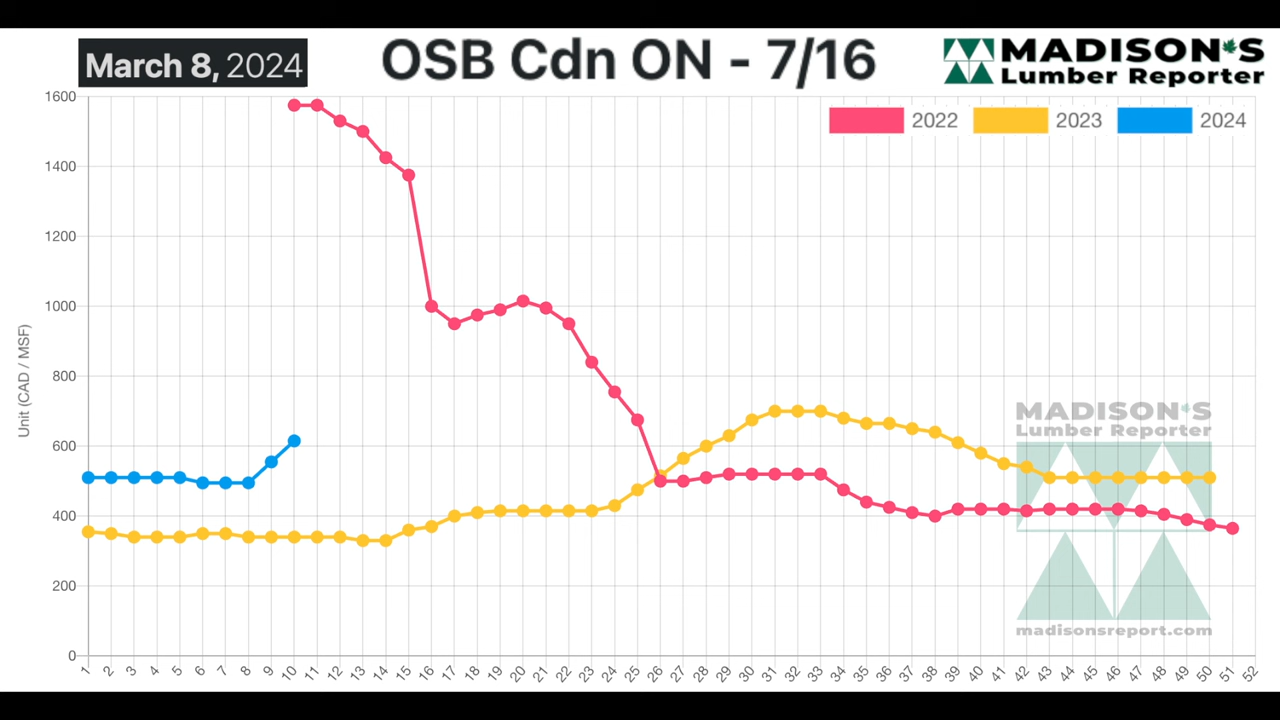 March 8, 2024
OSB Cdn ON - 7/16
MADISON'S
Lumber Reporter
2022
2023
2024
Unit (CAD / MSF)
1600
1400
1200
1000
800
600
400
200
0
MADISON'S
Lumber Reporter
madisonsreport.com
1 2 3 4 5 6 7 8 9 10 11 12 13 14 15 16 17 18 19 20 21 22 23 24 25 26 27 28 29 30 31 32 33 34 35 36 37 38 39 40 41 42 43 44 45 46 47 48 49 50 51 52